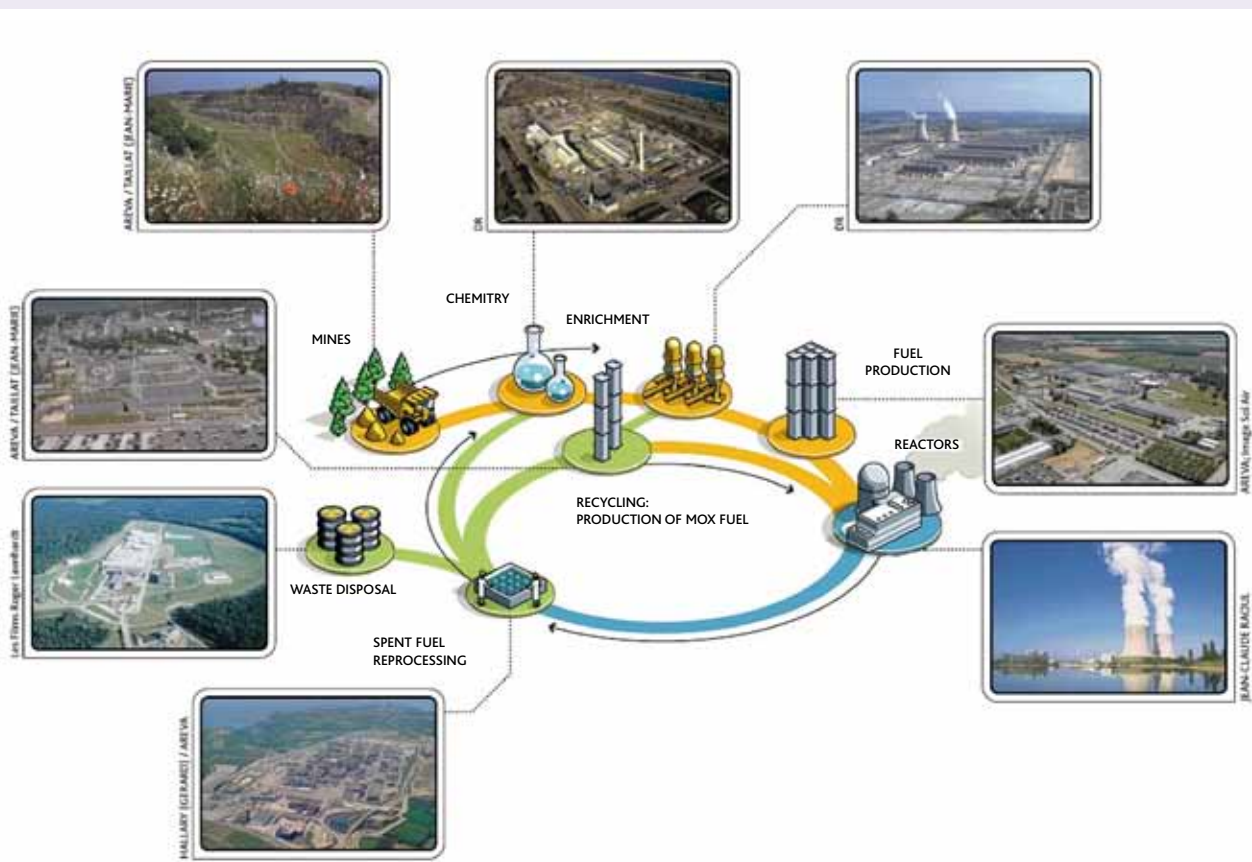 AREVA / TAILLAT (JEAN-MARIE)
DR
DR
CHEMITRY
ENRICHMENT
MINES
FUEL
PRODUCTION
AREVA / TAILLAT (JEAN-MARIE)
REACTORS
AREVA/Image Sol Air
RECYCLING:
PRODUCTION OF MOX FUEL
WASTE DISPOSAL
Les Films Roger Leenhardt
SPENT FUEL
REPROCESSING
JEAN-CLAUDE RAOUL
HALLARY (GERARD) / AREVA